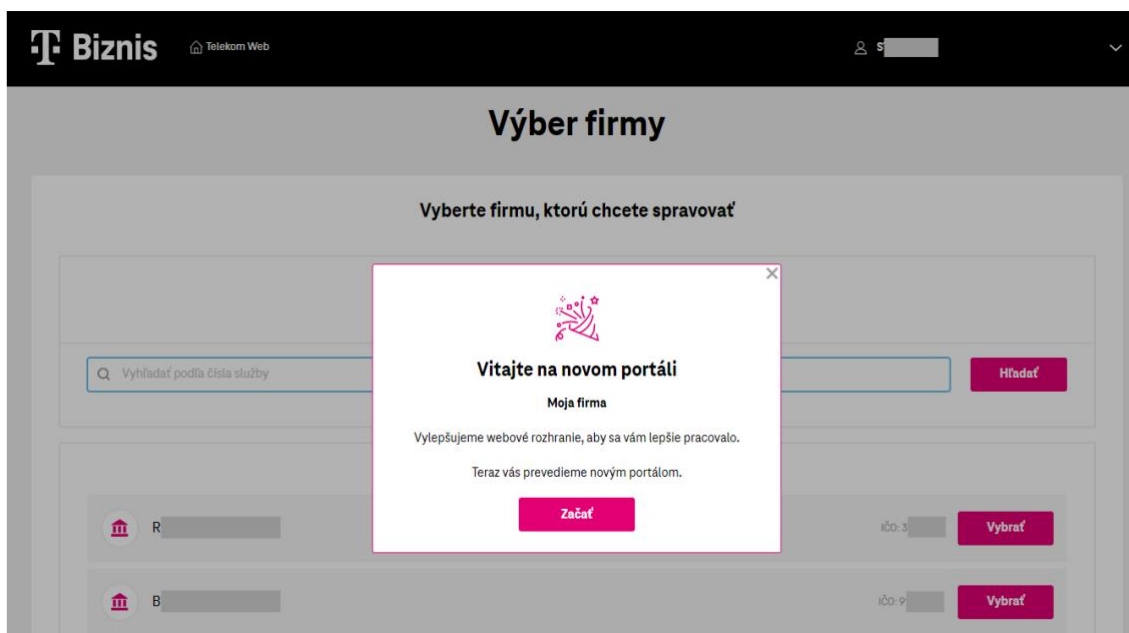 Biznis
Telekom Web
S
Výber firmy
Vyberte firmu, ktorú chcete spravovať
Vyhľadať podľa čísla služby
Hľadať
Vitajte na novom portáli
Moja firma
Vylepšujeme webové rozhranie, aby sa vám lepšie pracovalo.
Teraz vás prevedieme novým portálom.
Začať
R
IČO: 3
Vybrať
B
IČO: 9
Vybrať